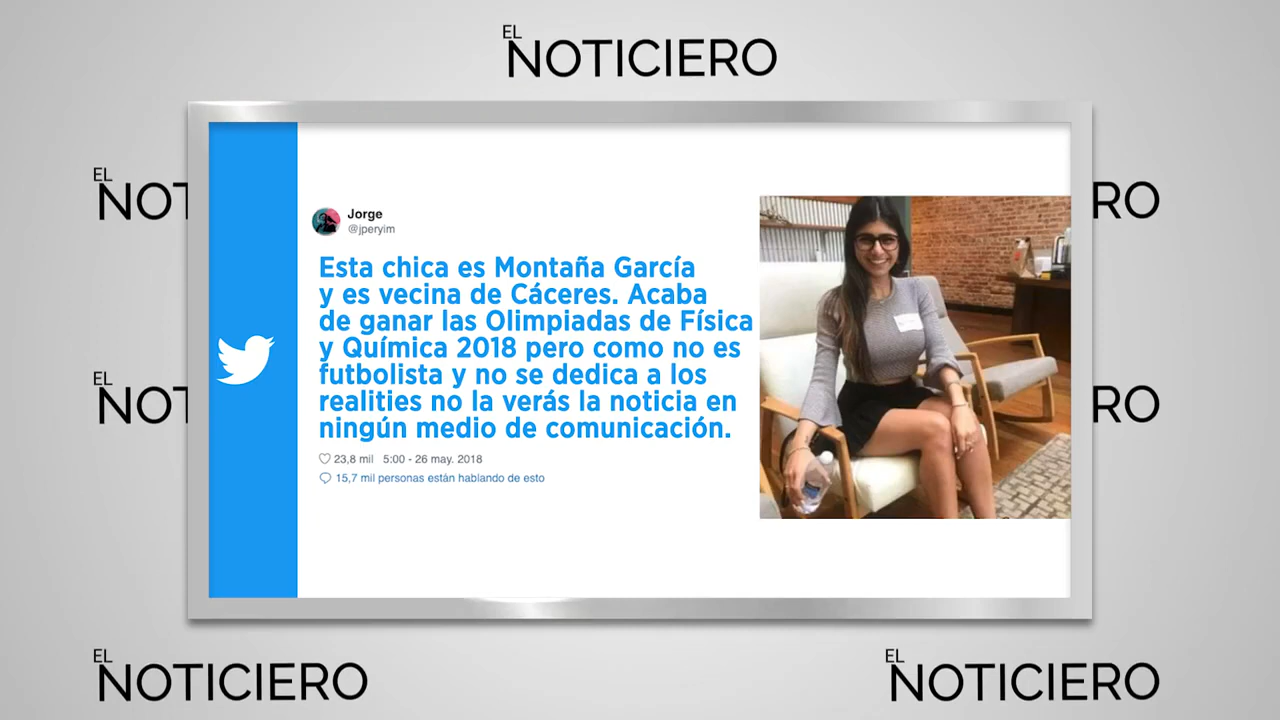 EL
NOTICIERO
EL
NOT
RO
Jorge
@jperyim
Esta chica es Montaña García
y es vecina de Cáceres. Acaba
de ganar las Olimpiadas de Física
y Química 2018 pero como no es
futbolista y no se dedica a los
realities no la verás la noticia en
ningún medio de comunicación.
23,8 mil 5:00 - 26 may. 2018
15,7 mil personas están hablando de esto
EL
NOT
RO
EL
NOTICIERO
EL
NOTICIERO